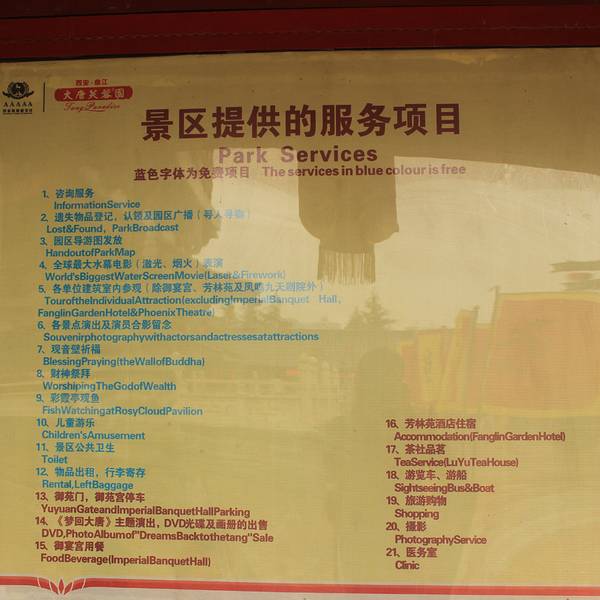 AAAAA
西安·曲江
大唐芙蓉园
Tang Paradise
景区提供的服务项目
Park Services
蓝色字体为免费项目 The services in blue colour is free
1、咨询服务
InformationService
2、遗失物品登记，认领及园区广播（寻人寻物）
Lost&Found, ParkBroadcast
3、园区导游图发放
HandoutofParkMap
4、全球最大水幕电影（激光、烟火）表演
World'sBiggestWaterScreenMovie(Laser&Firework)
5、各单位建筑室内参观（除御宴宫、芳林苑及凤鸣九天剧院外）
TouroftheIndividualAttraction(excludingImperialBanquet Hall,
FanglinGardenHotel&PhoenixTheatre)
6、各景点演出及演员合影留念
Souvenirphotographywithactorsandactressesatattractions
7、观音壁祈福
BlessingPraying(theWallofBuddha)
8、财神祭拜
WorshipingTheGodofWealth
9、彩霞亭观鱼
FishWatchingatRosyCloudPavilion
10、儿童游乐
Children'sAmusement
11、景区公共卫生
Toilet
12、物品出租，行李寄存
Rental,LeftBaggage
13、御苑门，御苑宫停车
YuyuanGateandImperialBanquetHallParking
14、《梦回大唐》主题演出，DVD光碟及画册的出售
DVD,PhotoAlbumof"DreamsBacktothetang"Sale
15、御宴宫用餐
FoodBeverage(ImperialBanquetHall)
16、芳林苑酒店住宿
Accommodation(FanglinGardenHotel)
17、茶社品茗
TeaService(LuYuTeaHouse)
18、游览车、游船
SightseeingBus&Boat
19、旅游购物
Shopping
20、摄影
PhotographyService
21、医务室
Clinic